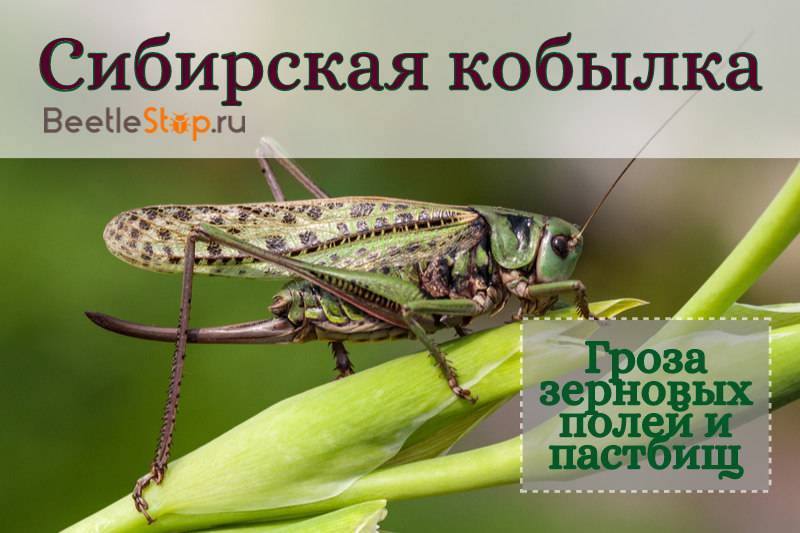 Сибирская кобылка
BeetleStop.ru
Гроза
зерновых
полей и
пастбищ